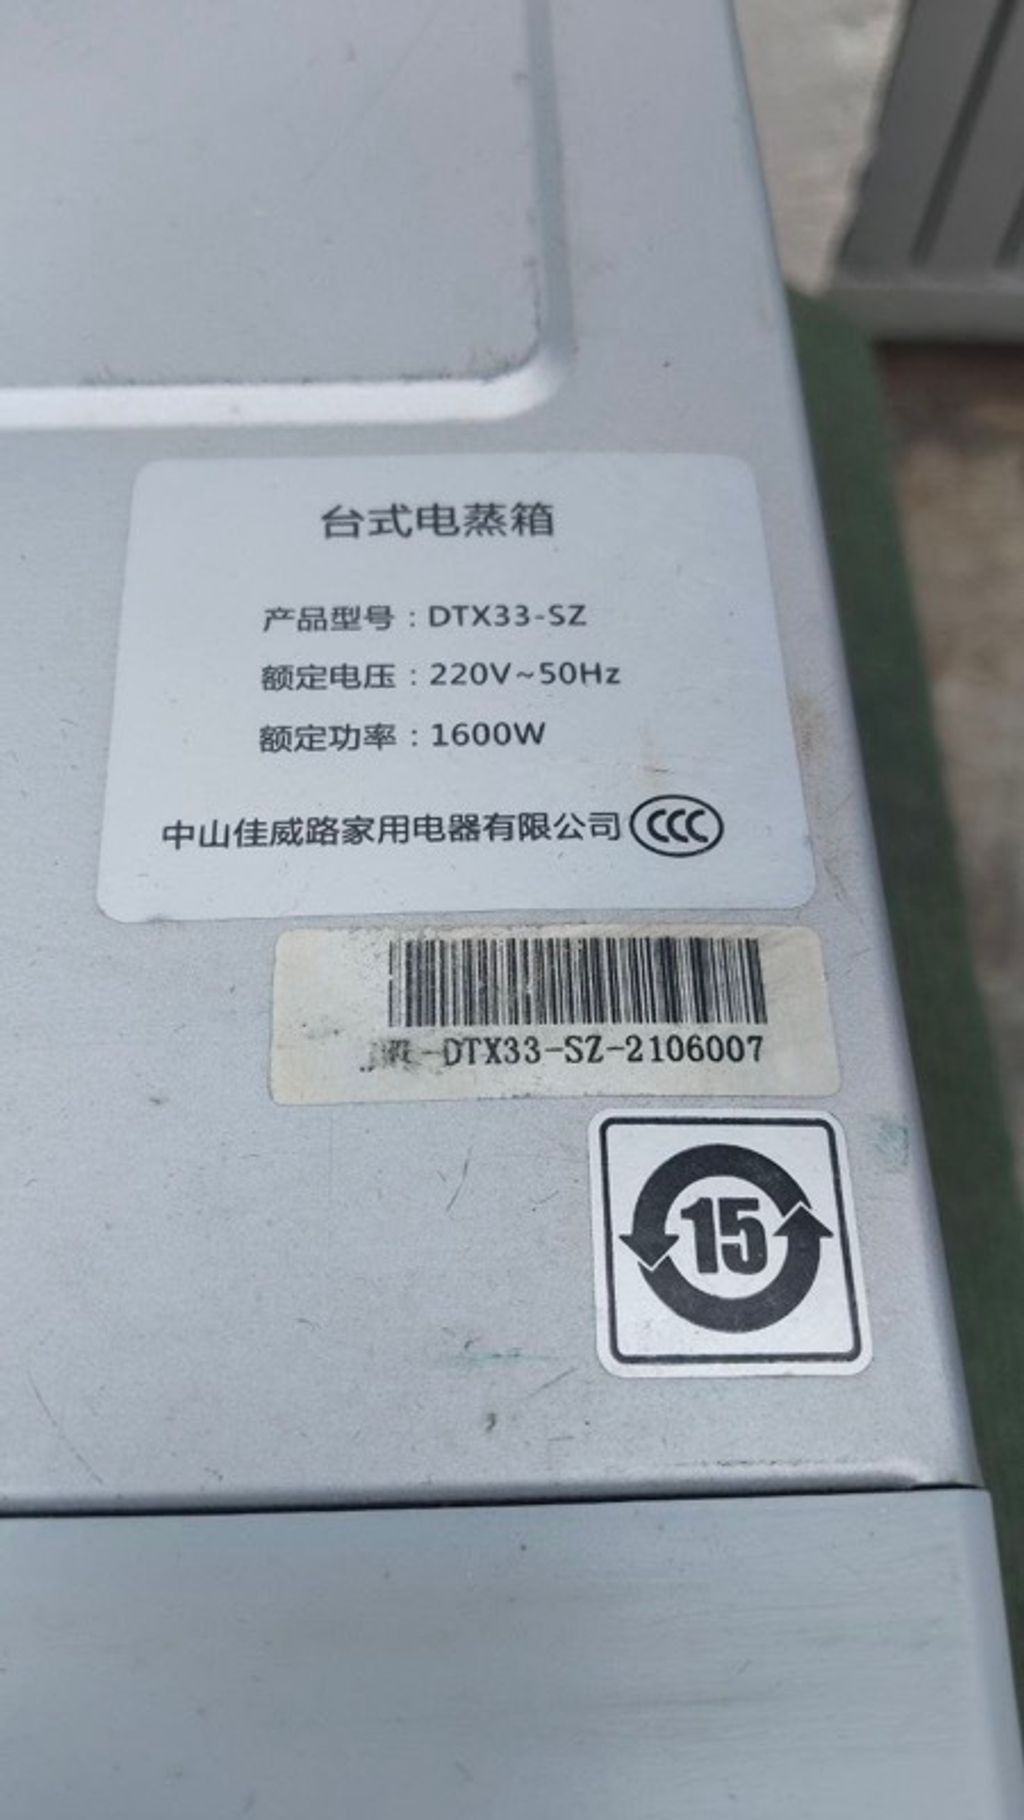 台式电蒸箱
产品型号：DTX33-SZ
额定电压：220V~50Hz
额定功率：1600W
中山佳威路家用电器有限公司 CCC
-DTX33-SZ-2106007
15